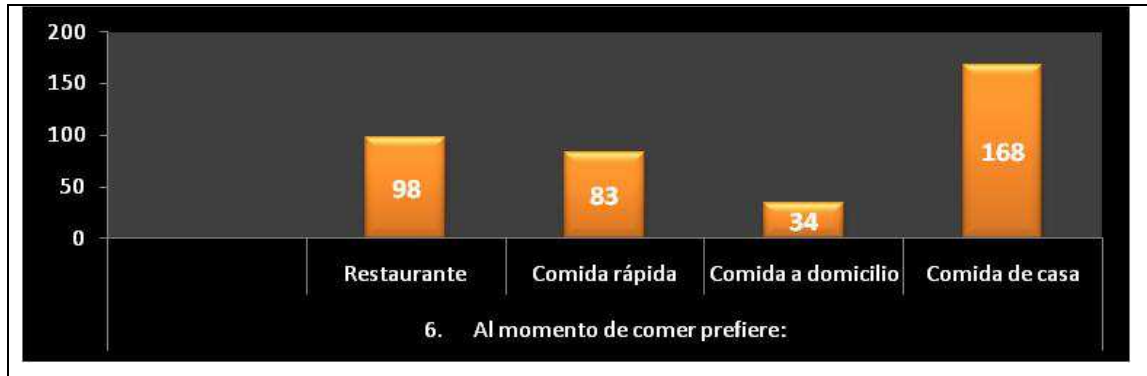 200
150
100
50
0
98
83
34
168
Restaurante
Comida rápida
Comida a domicilio
Comida de casa
6. Al momento de comer prefiere: